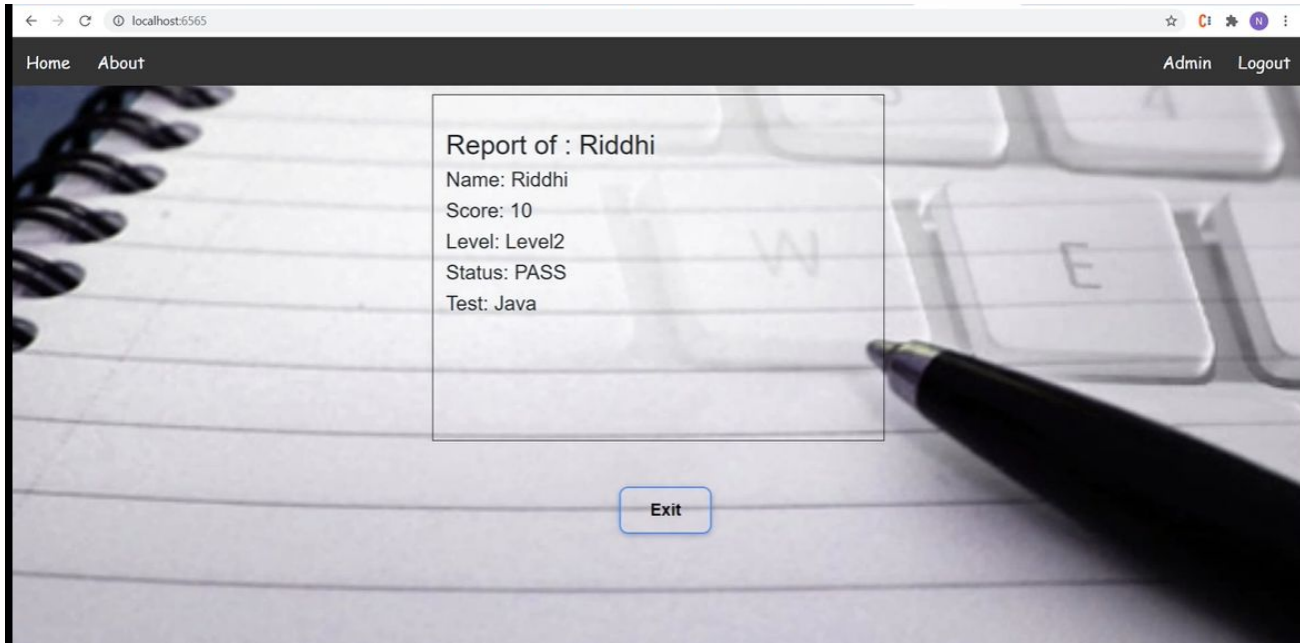 localhost:6565
N
Home About Admin Logout
Report of : Riddhi
Name: Riddhi
Score: 10
Level: Level2
Status: PASS
Test: Java
W
E
A
Exit